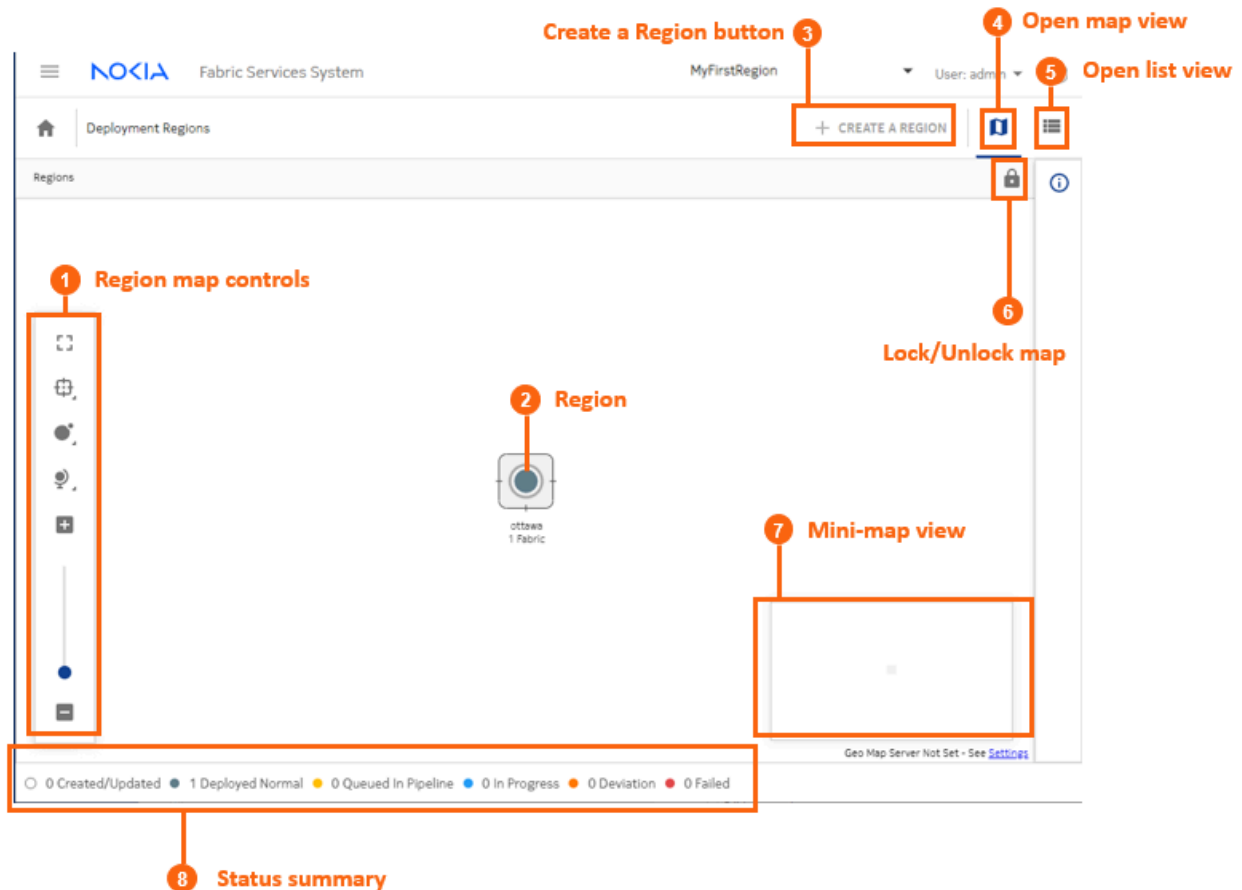 4 Open map view
Create a Region button 3
NOKIA Fabric Services System MyFirstRegion User: admin 5 Open list view
Deployment Regions + CREATE A REGION
Regions
1 Region map controls
6
Lock/Unlock map
2 Region
ottawa
1 Fabric
7 Mini-map view
Geo Map Server Not Set - See Settings
0 Created/Updated 1 Deployed Normal 0 Queued In Pipeline 0 In Progress 0 Deviation 0 Failed
8 Status summary